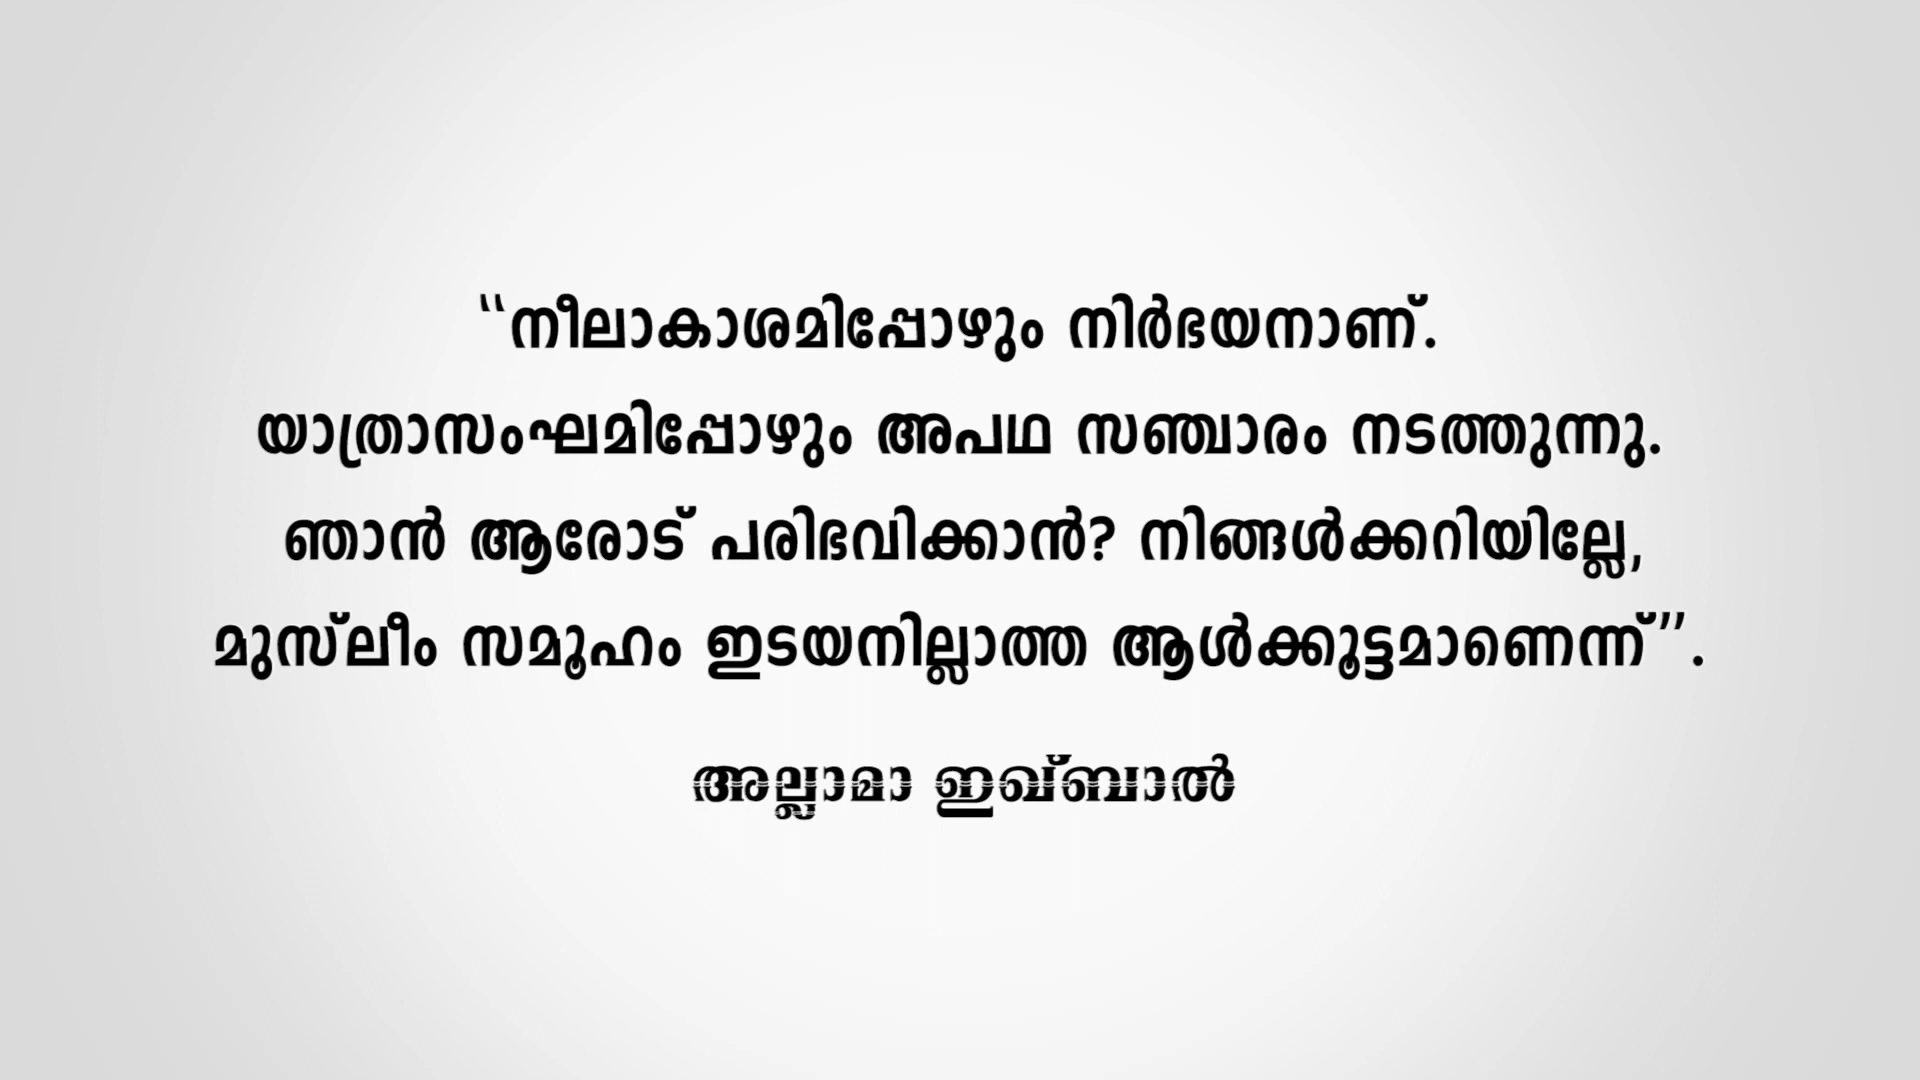 “നീലാകാശമിപ്പോഴും നിർഭയനാണ്.
യാത്രാസംഘമിപ്പോഴും അപഥ സഞ്ചാരം നടത്തുന്നു.
ഞാൻ ആരോട് പരിഭവിക്കാൻ? നിങ്ങൾക്കറിയില്ലേ,
മുസ്‌ലീം സമൂഹം ഇടയനില്ലാത്ത ആൾക്കൂട്ടമാണെന്ന്”.
അല്ലാമാ ഇഖ്ബാൽ